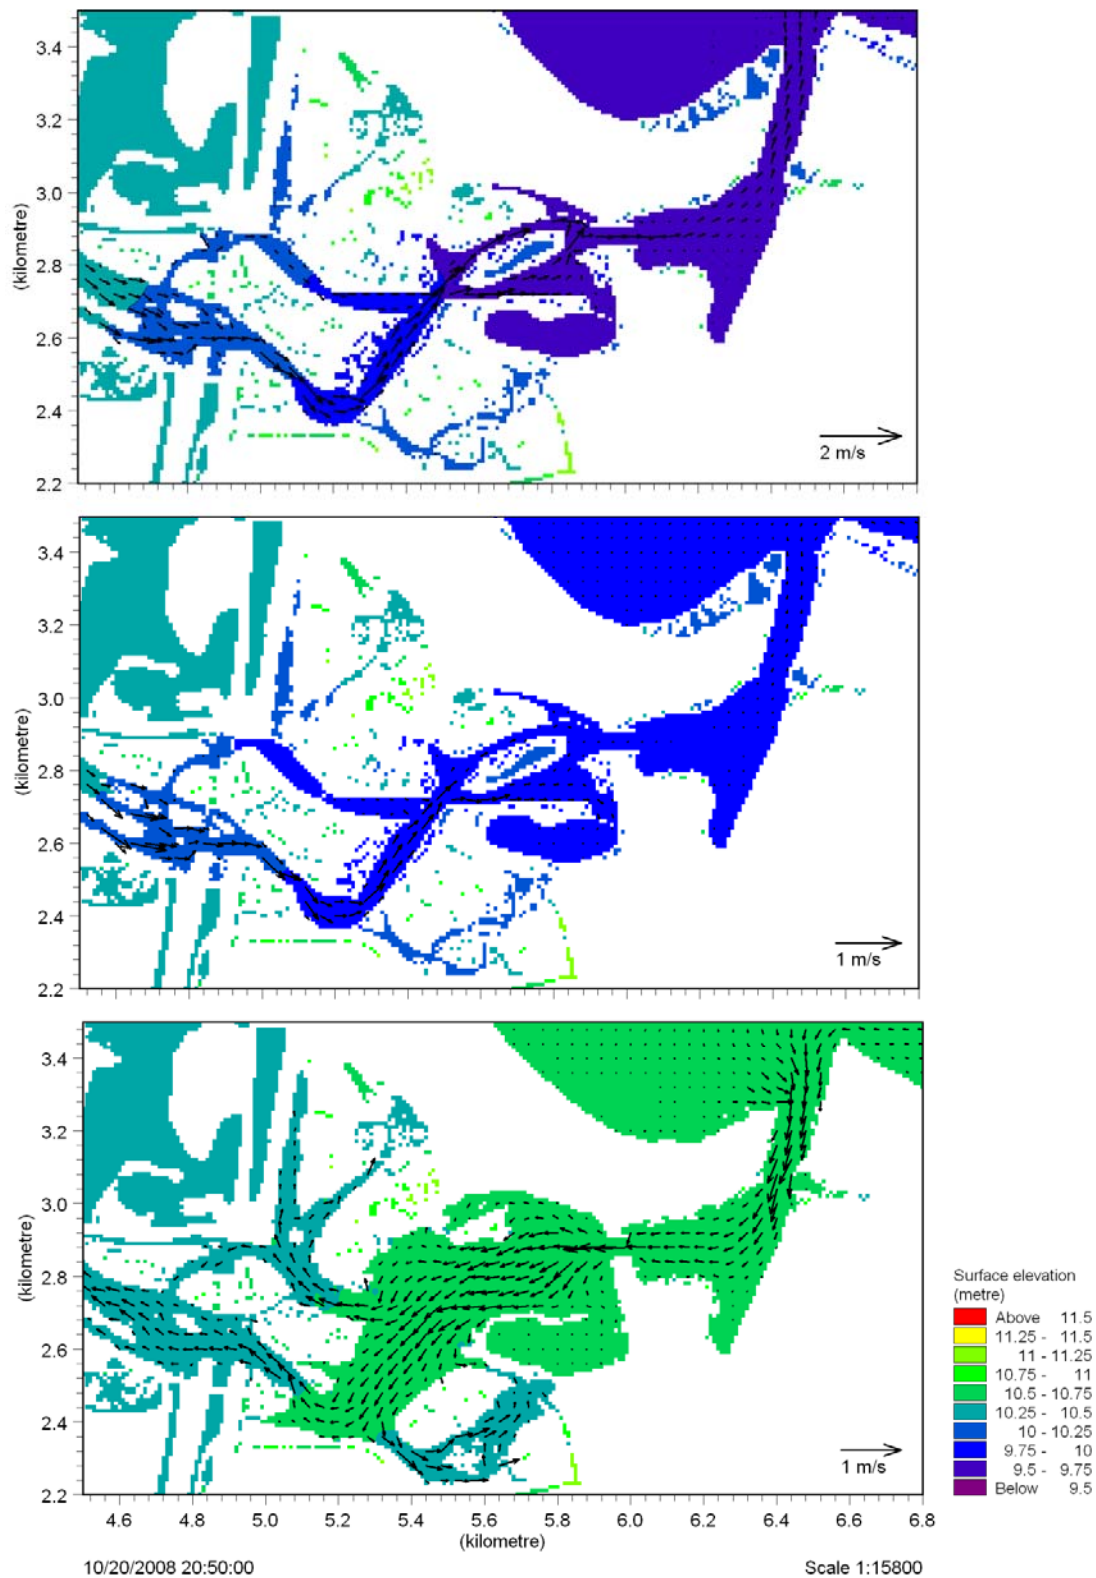 3.4
3.2
3.0
2.8
2.6
2.4
2.2
(kilometre)
2 m/s
3.4
3.2
3.0
2.8
2.6
2.4
2.2
(kilometre)
1 m/s
3.4
3.2
3.0
2.8
2.6
2.4
2.2
(kilometre)
1 m/s
4.6 4.8 5.0 5.2 5.4 5.6 5.8 6.0 6.2 6.4 6.6 6.8
(kilometre)
10/20/2008 20:50:00
Scale 1:15800
Surface elevation
(metre)
Above 11.5
11.25 - 11.5
11 - 11.25
10.75 - 11
10.5 - 10.75
10.25 - 10.5
10 - 10.25
9.75 - 10
9.5 - 9.75
Below 9.5